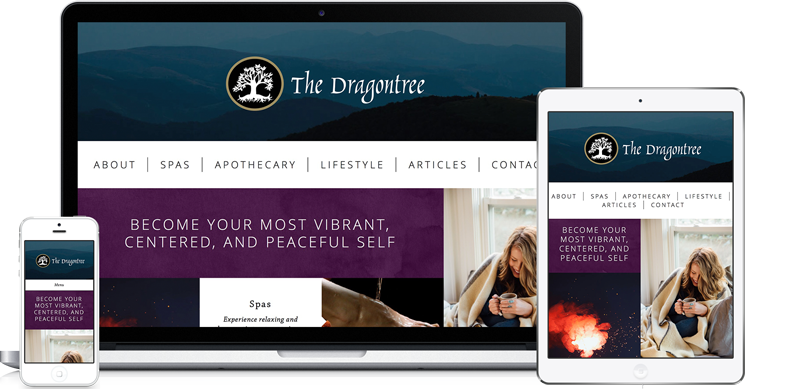 The Dragontree
ABOUT | SPAS | APOTHECARY | LIFESTYLE | ARTICLES | CONTAC
BECOME YOUR MOST VIBRANT,
CENTERED, AND PEACEFUL SELF
Spas
Experience relaxing and
The Dragontree
ABOUT | SPAS | APOTHECARY | LIFESTYLE |
ARTICLES | CONTACT
BECOME YOUR
MOST VIBRANT,
CENTERED, AND
PEACEFUL SELF
The Dragontree
Menu
BECOME YOUR
MOST VIBRANT,
CENTERED, AND
PEACEFUL SELF